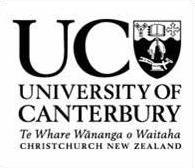 UC
UNIVERSITY OF
CANTERBURY
Te Whare Wānanga o Waitaha
CHRISTCHURCH NEW ZEALAND